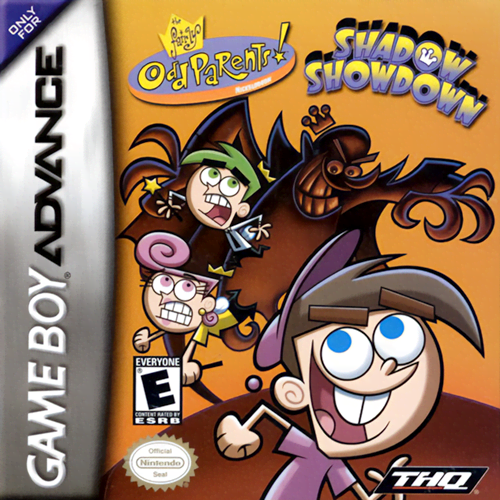 ONLY
FOR
GAME BOY ADVANCE
the
fairly
OddParents!
NICKELODEON
SHADOW
SHOWDOWN
EVERYONE
E
CONTENT RATED BY
ESRB
Official
Nintendo
Seal
THQ